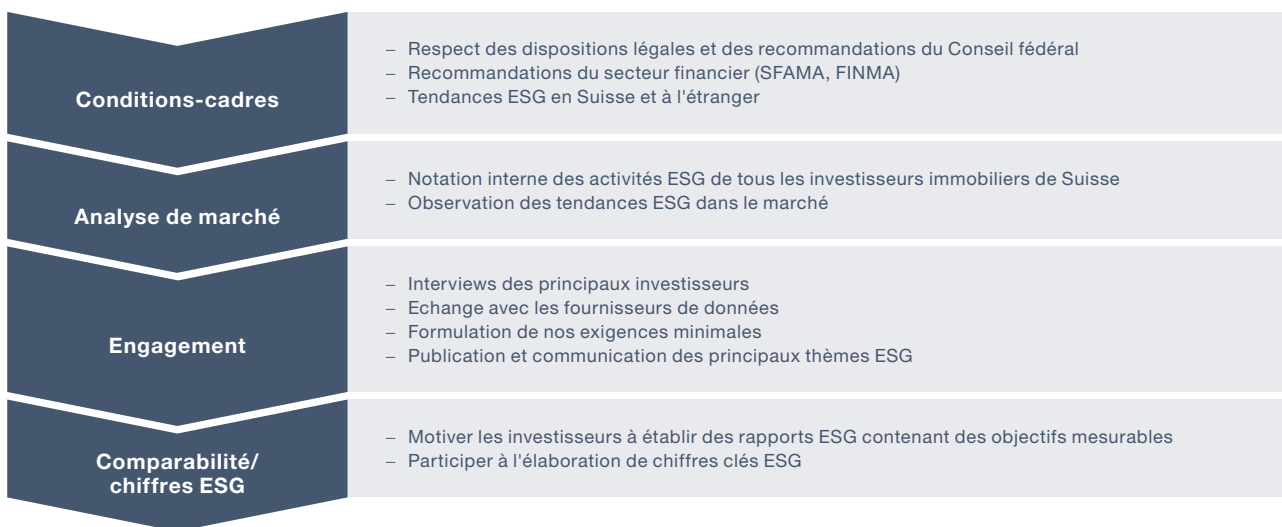 Conditions-cadres
– Respect des dispositions légales et des recommandations du Conseil fédéral
– Recommandations du secteur financier (SFAMA, FINMA)
– Tendances ESG en Suisse et à l'étranger
Analyse de marché
– Notation interne des activités ESG de tous les investisseurs immobiliers de Suisse
– Observation des tendances ESG dans le marché
Engagement
– Interviews des principaux investisseurs
– Echange avec les fournisseurs de données
– Formulation de nos exigences minimales
– Publication et communication des principaux thèmes ESG
Comparabilité/
chiffres ESG
– Motiver les investisseurs à établir des rapports ESG contenant des objectifs mesurables
– Participer à l'élaboration de chiffres clés ESG